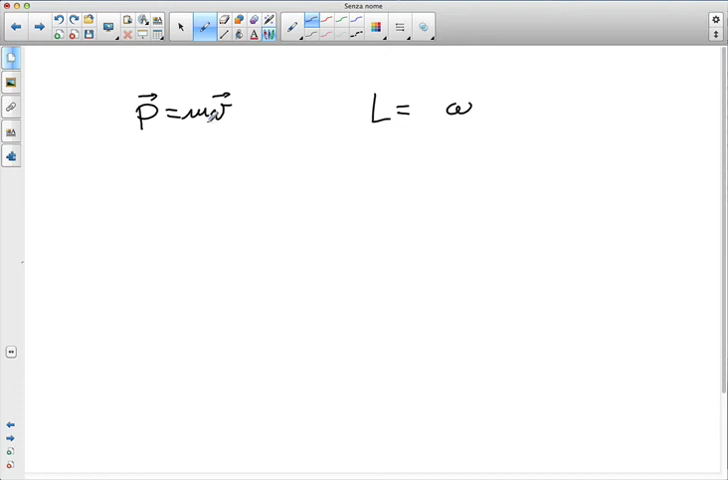 Senza nome
p⃗ = mv⃗ L = ω